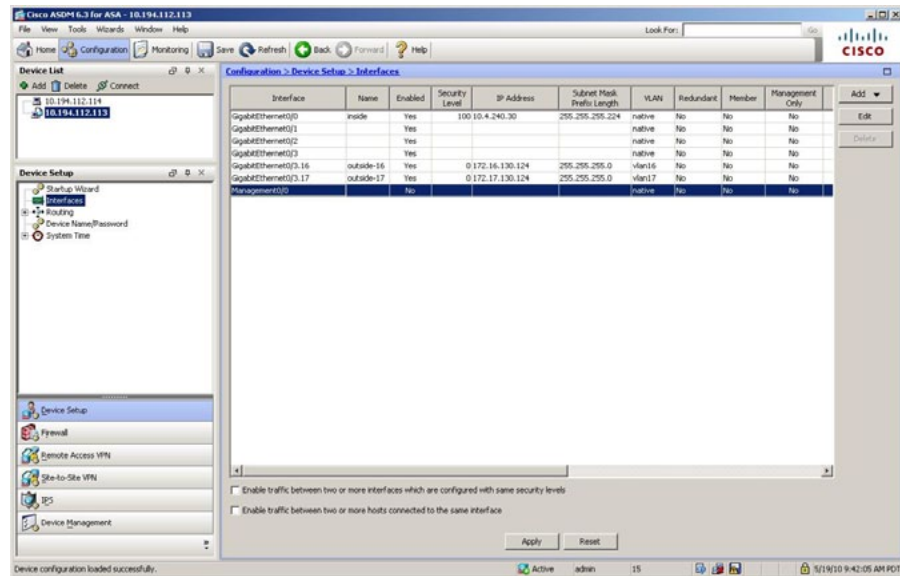 Cisco ASDM 6.3 for ASA - 10.194.112.113
File View Tools Wizards Window Help Look For: Go
Home Configuration Monitoring Save Refresh Back Forward Help
CISCO
Device List
Add Delete Connect
10.194.112.114
10.194.112.113
Device Setup
Startup Wizard
Interfaces
Routing
Device Name/Password
System Time
Device Setup
Firewall
Remote Access VPN
Site-to-Site VPN
IPS
Device Management
Configuration > Device Setup > Interfaces
Interface Name Enabled Security Level IP Address Subnet Mask Prefix Length VLAN Redundant Member Management Only
GigabitEthernet0/0 inside Yes 100 10.4.240.30 255.255.255.224 native No No No
GigabitEthernet0/1 Yes native No No No
GigabitEthernet0/2 Yes native No No No
GigabitEthernet0/3 Yes native No No No
GigabitEthernet0/3.16 outside-16 Yes 0 172.16.130.124 255.255.255.0 vlan16 No No No
GigabitEthernet0/3.17 outside-17 Yes 0 172.17.130.124 255.255.255.0 vlan17 No No No
Management0/0 No native No No No
Add
Edit
Delete
Enable traffic between two or more interfaces which are configured with same security levels
Enable traffic between two or more hosts connected to the same interface
Apply Reset
Device configuration loaded successfully. Active admin 15 5/19/10 9:42:05 AM PDT